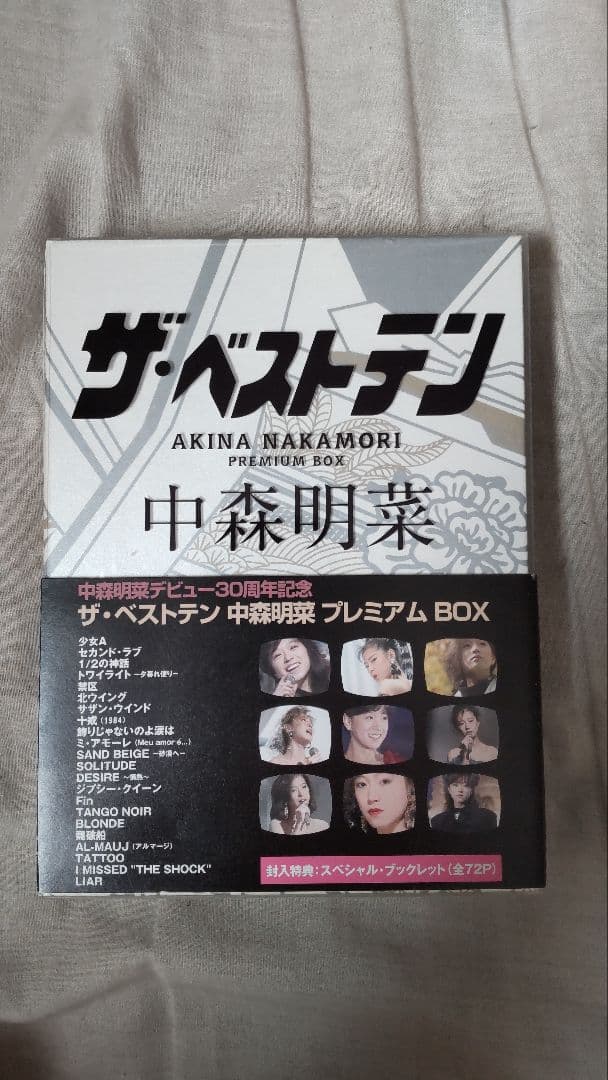 ザ・ベストテン
AKINA NAKAMORI
PREMIUM BOX
中森明菜
中森明菜デビュー30周年記念
ザ・ベストテン 中森明菜 プレミアム BOX
少女A
セカンド・ラブ
1/2の神話
トワイライト −夕暮れ便り−
禁区
北ウイング
サザン・ウインド
十戒 (1984)
飾りじゃないのよ涙は
ミ・アモーレ (Meu amor é...)
SAND BEIGE −砂漠へ−
SOLITUDE
DESIRE −情熱−
ジプシー・クイーン
Fin
TANGO NOIR
BLONDE
難破船
AL-MAUJ (アルマージ)
TATTOO
I MISSED "THE SHOCK"
LIAR
封入特典：スペシャル・ブックレット(全72P)